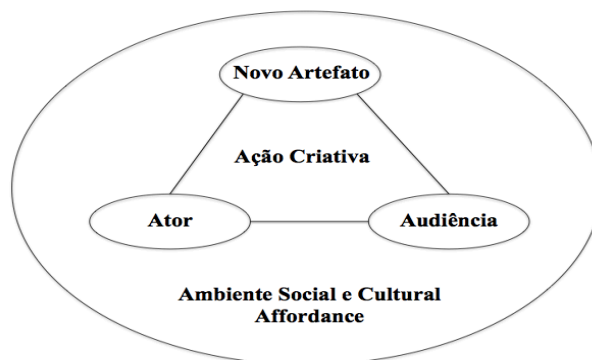 Novo Artefato
Ação Criativa
Ator
Audiência
Ambiente Social e Cultural
Affordance